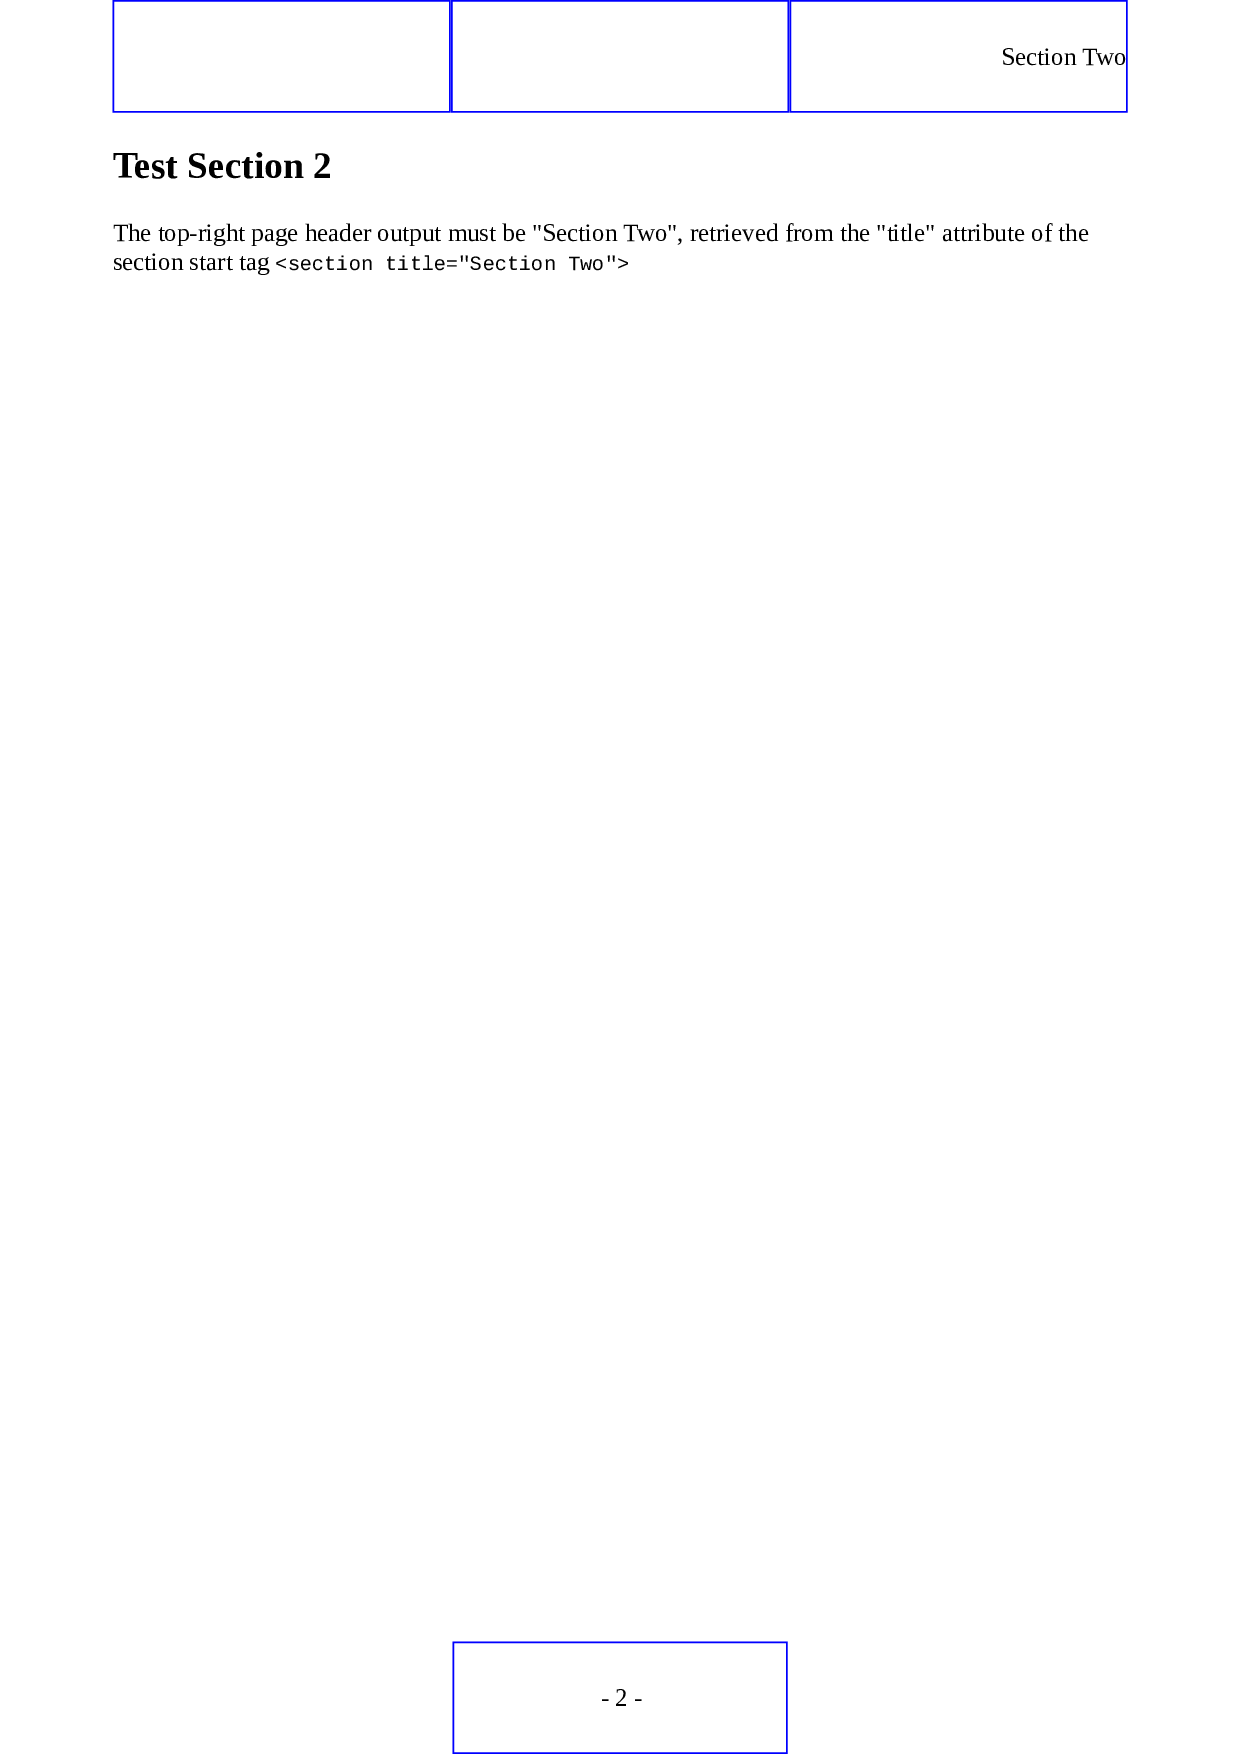 Section Two
Test Section 2
The top-right page header output must be "Section Two", retrieved from the "title" attribute of the
section start tag <section title="Section Two">
- 2 -